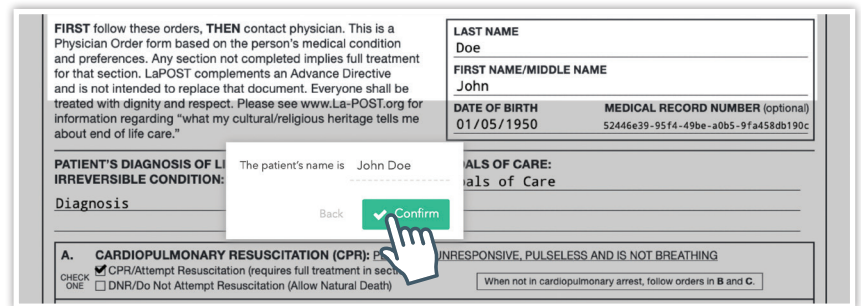 FIRST follow these orders, THEN contact physician. This is a
Physician Order form based on the person's medical condition
and preferences. Any section not completed implies full treatment
for that section. LaPOST complements an Advance Directive
and is not intended to replace that document. Everyone shall be
treated with dignity and respect. Please see www.La-POST.org for
information regarding “what my cultural/religious heritage tells me
about end of life care.”
LAST NAME
Doe
FIRST NAME/MIDDLE NAME
John
DATE OF BIRTH MEDICAL RECORD NUMBER (optional)
01/05/1950 52446e39-95f4-49be-a0b5-9fa458db190c
PATIENT'S DIAGNOSIS OF
IRREVERSIBLE CONDITION:
Diagnosis
OF CARE:
of Care
The patient's name is John Doe
Back Confirm
A. CARDIOPULMONARY RESUSCITATION (CPR): PULSELESS AND IS NOT BREATHING
CHECK ONE
CPR/Attempt Resuscitation (requires full treatment in
DNR/Do Not Attempt Resuscitation (Allow Natural Death)
When not in cardiopulmonary arrest, follow orders in B and C.